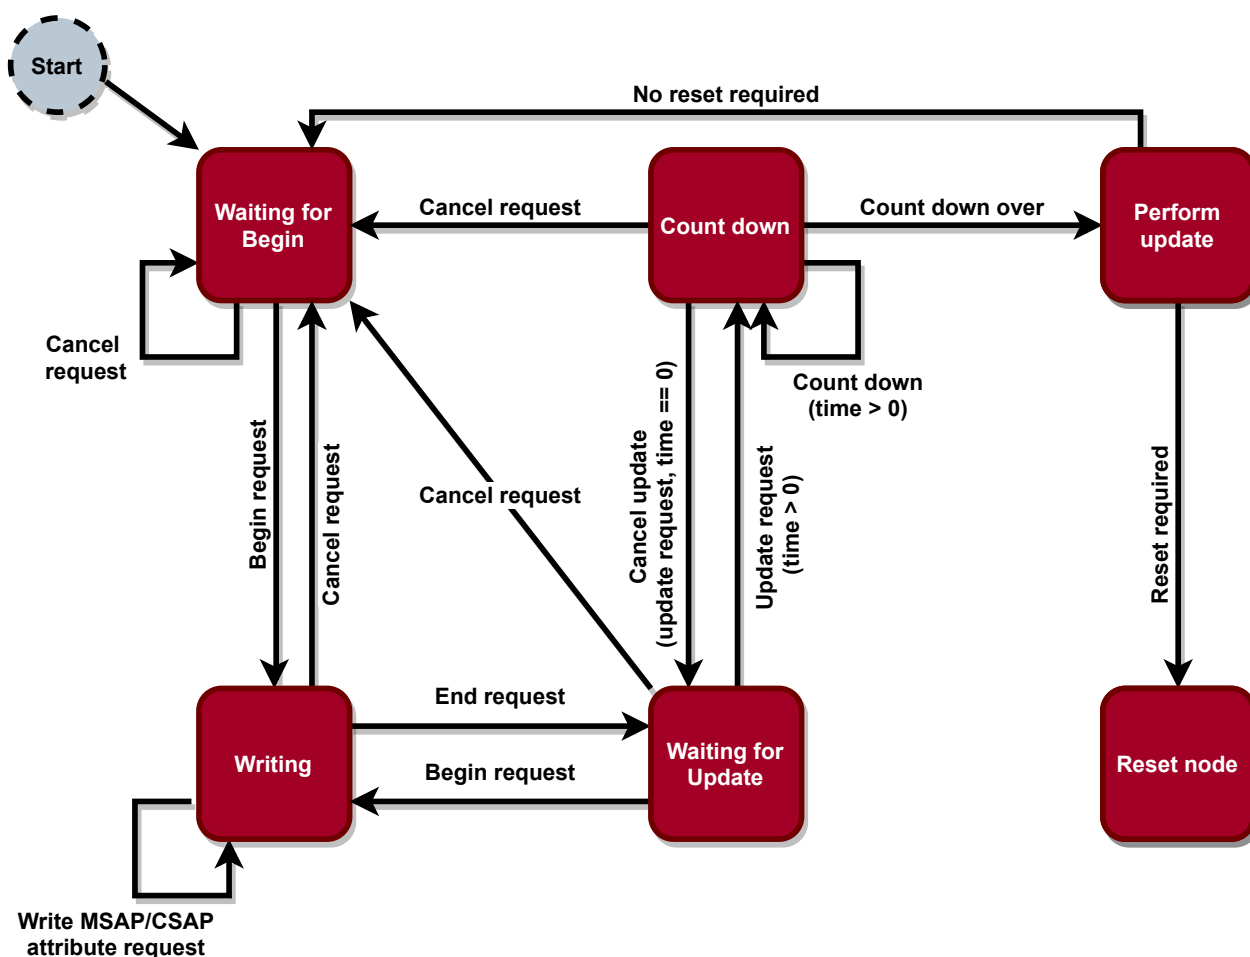 Start
No reset required
Waiting for
Begin
Cancel request
Count down
Count down over
Perform
update
Cancel
request
Count down
(time > 0)
Begin request
Cancel request
Cancel request
Cancel update
(update request, time == 0)
Update request
(time > 0)
Reset required
End request
Writing
Begin request
Waiting for
Update
Reset node
Write MSAP/CSAP
attribute request